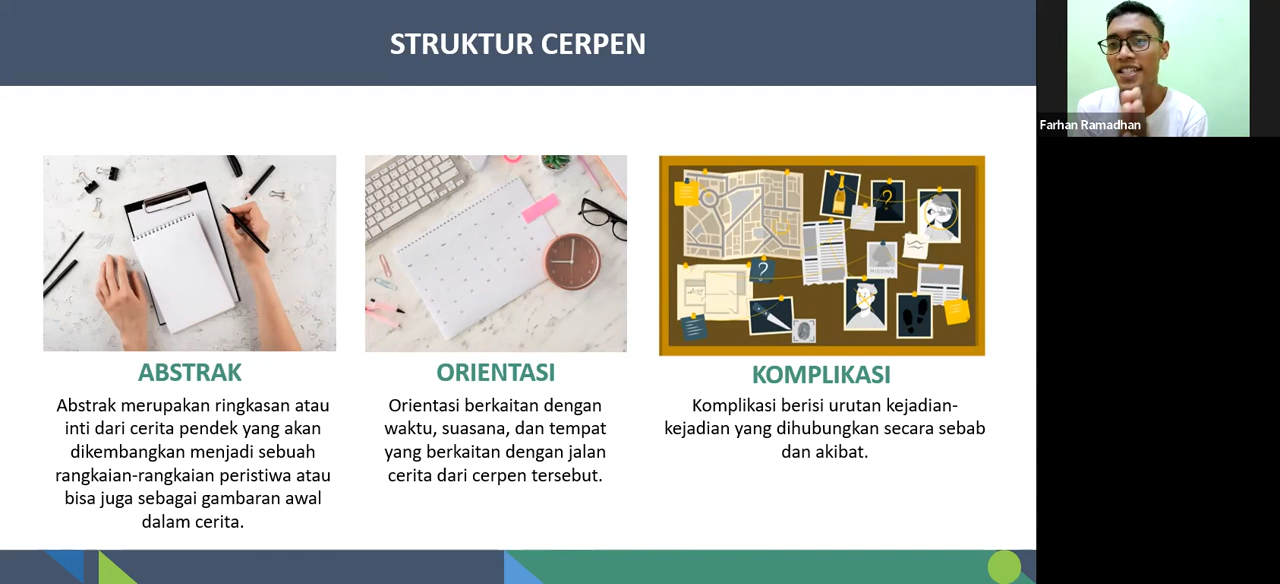 STRUKTUR CERPEN
Farhan Ramadhan
?
MISSING
?
ABSTRAK
Abstrak merupakan ringkasan atau
inti dari cerita pendek yang akan
dikembangkan menjadi sebuah
rangkaian-rangkaian peristiwa atau
bisa juga sebagai gambaran awal
dalam cerita.
ORIENTASI
Orientasi berkaitan dengan
waktu, suasana, dan tempat
yang berkaitan dengan jalan
cerita dari cerpen tersebut.
KOMPLIKASI
Komplikasi berisi urutan kejadian-
kejadian yang dihubungkan secara sebab
dan akibat.